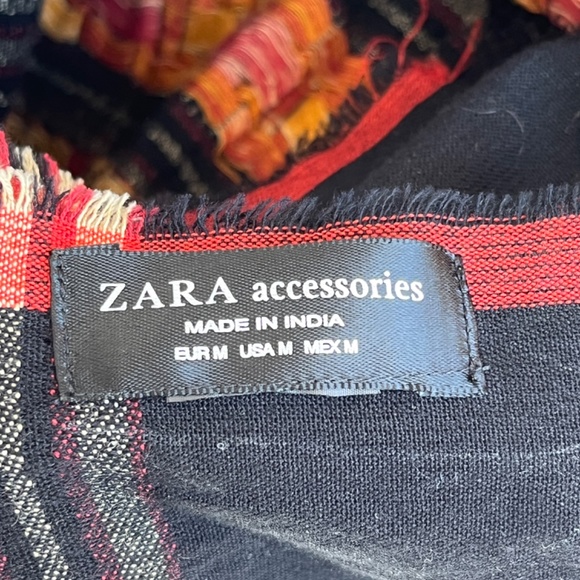 ZARA accessories
MADE IN INDIA
EUR M USA M MEX M